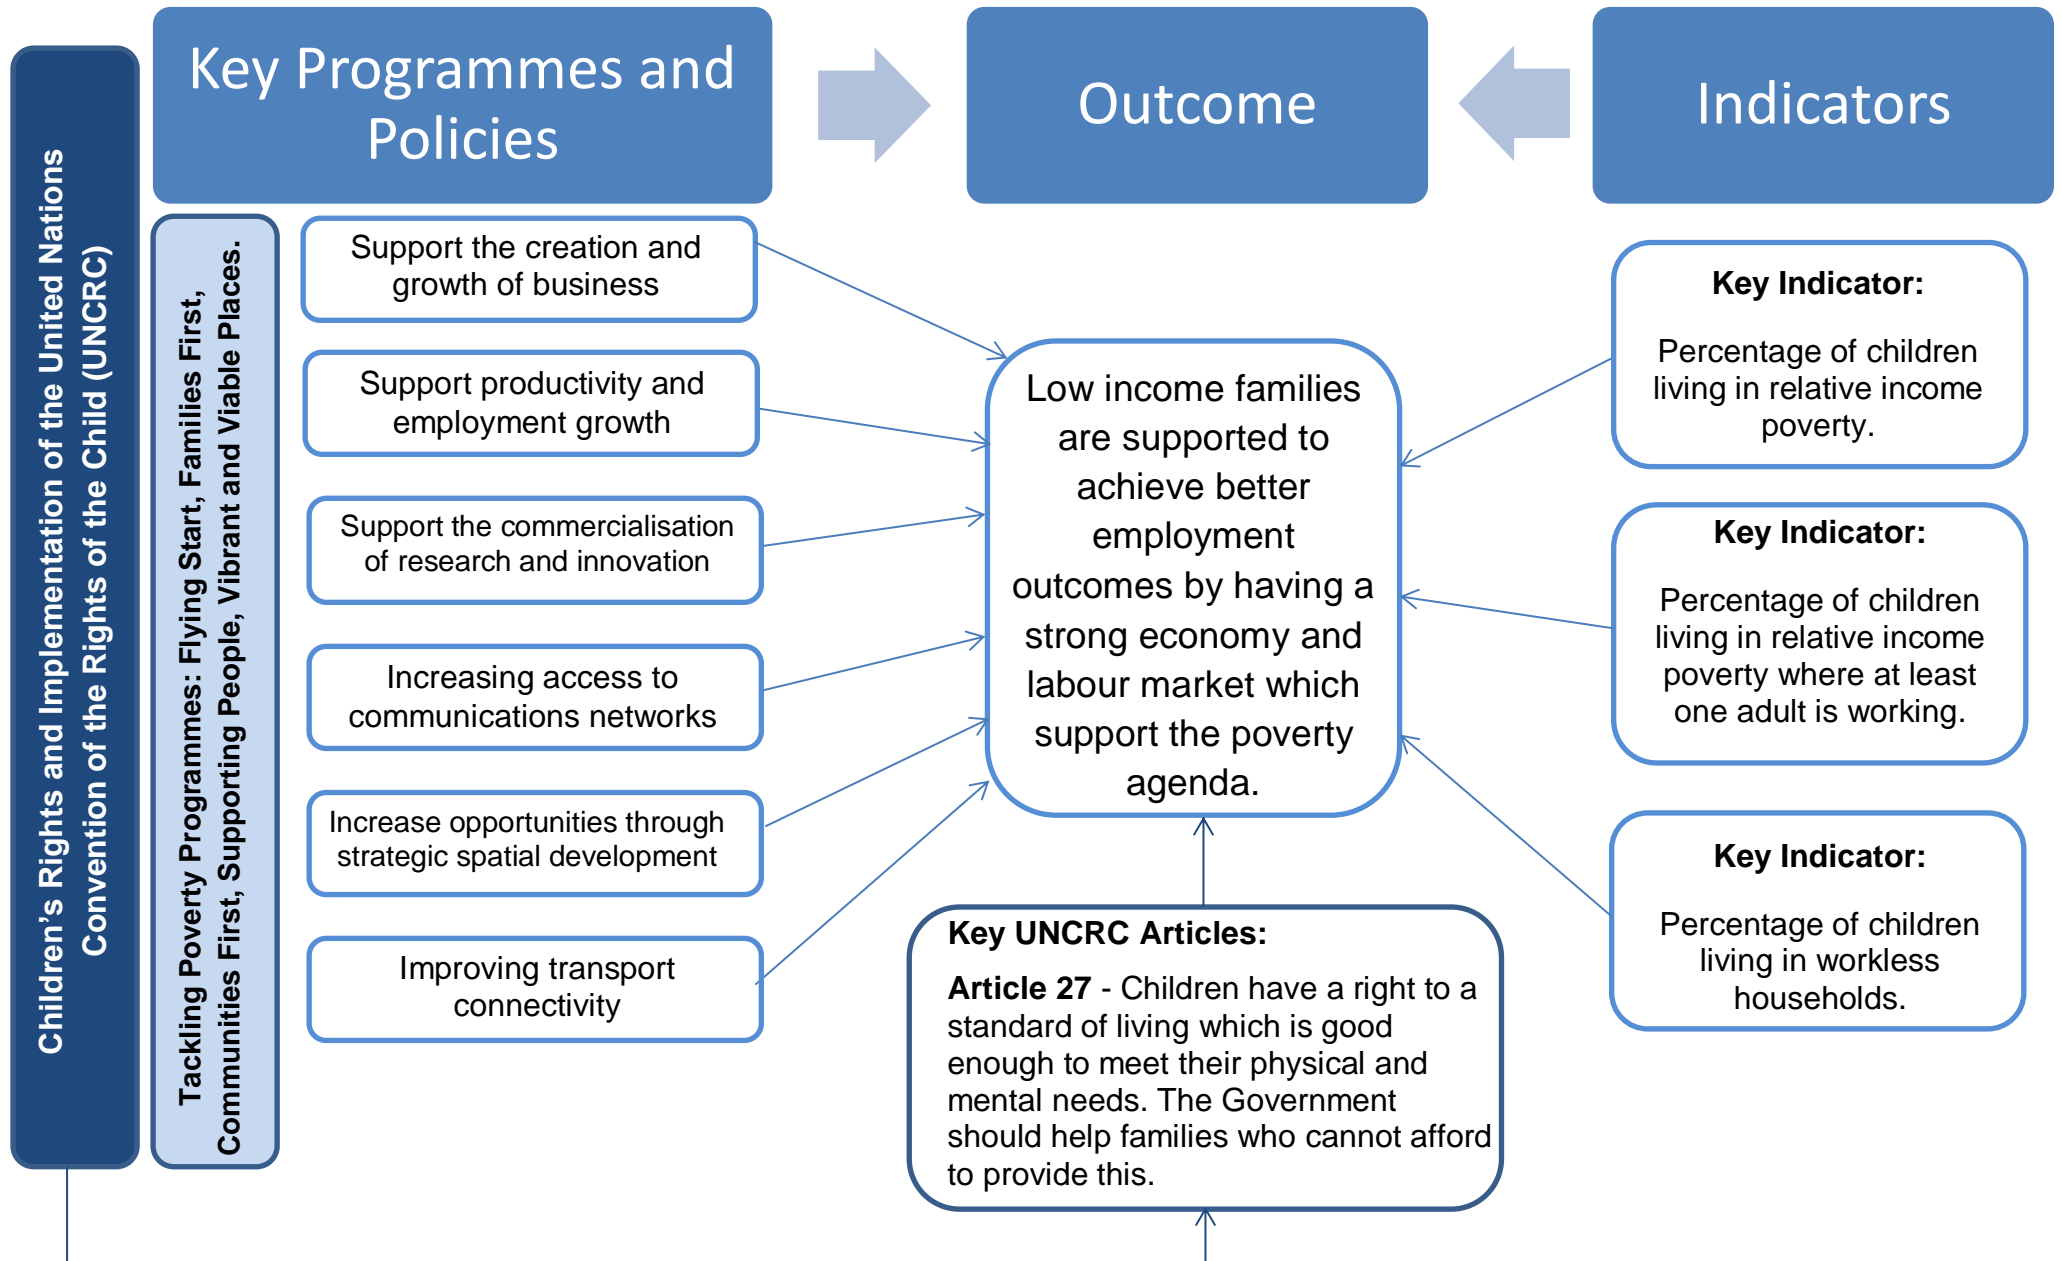 Children's Rights and Implementation of the United Nations
Convention of the Rights of the Child (UNCRC)
Key Programmes and
Policies
Outcome
Indicators
Tackling Poverty Programmes: Flying Start, Families First,
Communities First, Supporting People, Vibrant and Viable Places.
Support the creation and
growth of business
Support productivity and
employment growth
Support the commercialisation
of research and innovation
Increasing access to
communications networks
Increase opportunities through
strategic spatial development
Improving transport
connectivity
Low income families
are supported to
achieve better
employment
outcomes by having a
strong economy and
labour market which
support the poverty
agenda.
Key UNCRC Articles:
Article 27 - Children have a right to a
standard of living which is good
enough to meet their physical and
mental needs. The Government
should help families who cannot afford
to provide this.
Key Indicator:
Percentage of children
living in relative income
poverty.
Key Indicator:
Percentage of children
living in relative income
poverty where at least
one adult is working.
Key Indicator:
Percentage of children
living in workless
households.